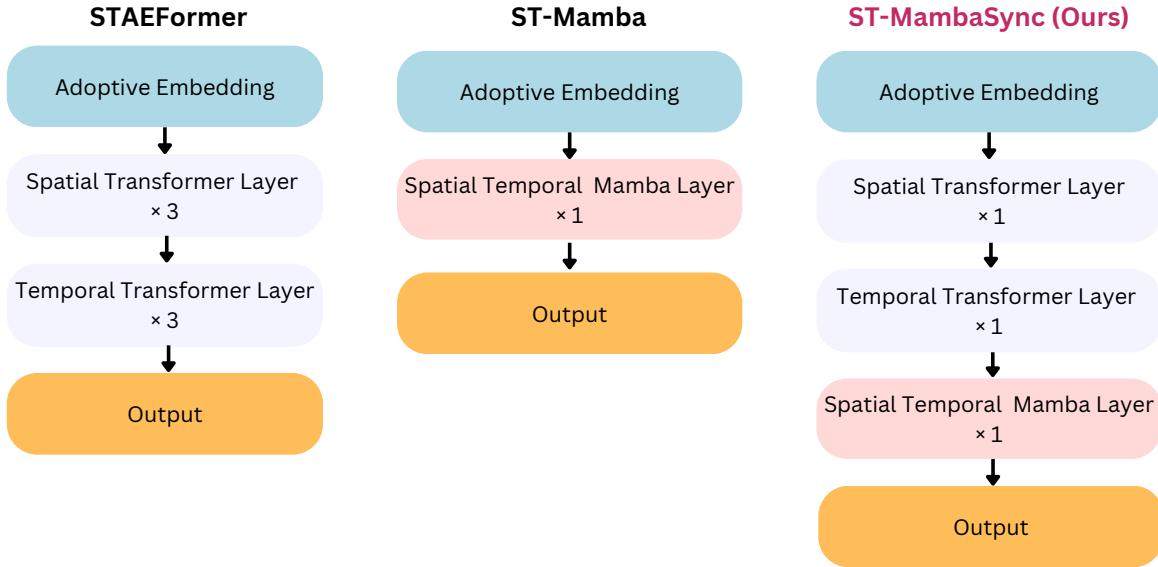 STAEFormer
Adoptive Embedding
Spatial Transformer Layer
× 3
Temporal Transformer Layer
× 3
Output
ST-Mamba
Adoptive Embedding
Spatial Temporal Mamba Layer
× 1
Output
ST-MambaSync (Ours)
Adoptive Embedding
Spatial Transformer Layer
× 1
Temporal Transformer Layer
× 1
Spatial Temporal Mamba Layer
× 1
Output